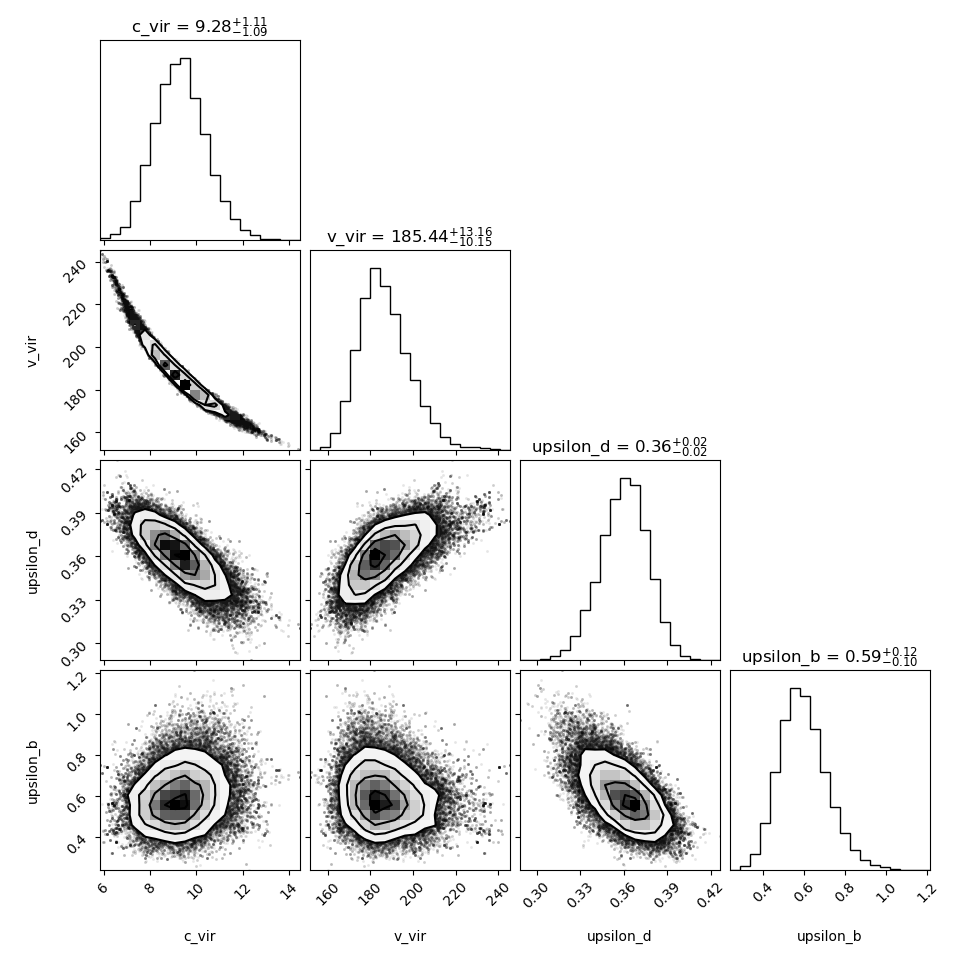 c_vir = 9.28+1.11−1.09
v_vir = 185.44+13.16−10.15
240
220
200
180
160
v_vir
upsilon_d = 0.36+0.02−0.02
0.42
0.39
0.36
0.33
0.30
upsilon_d
upsilon_b = 0.59+0.12−0.10
1.2
1.0
0.8
0.6
0.4
upsilon_b
6 8 10 12 14
160 180 200 220 240
0.30 0.33 0.36 0.39 0.42
0.4 0.6 0.8 1.0 1.2
c_vir v_vir upsilon_d upsilon_b